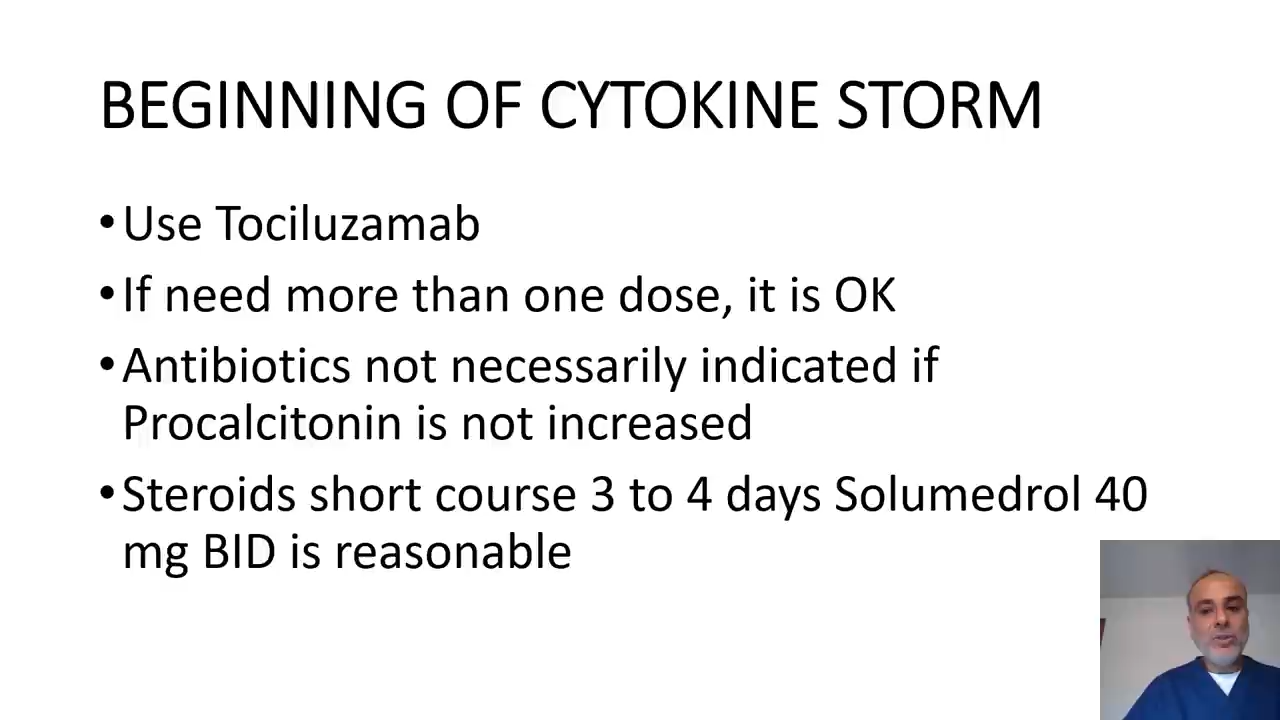 BEGINNING OF CYTOKINE STORM
•Use Tociluzamab
•If need more than one dose, it is OK
•Antibiotics not necessarily indicated if
Procalcitonin is not increased
•Steroids short course 3 to 4 days Solumedrol 40
mg BID is reasonable